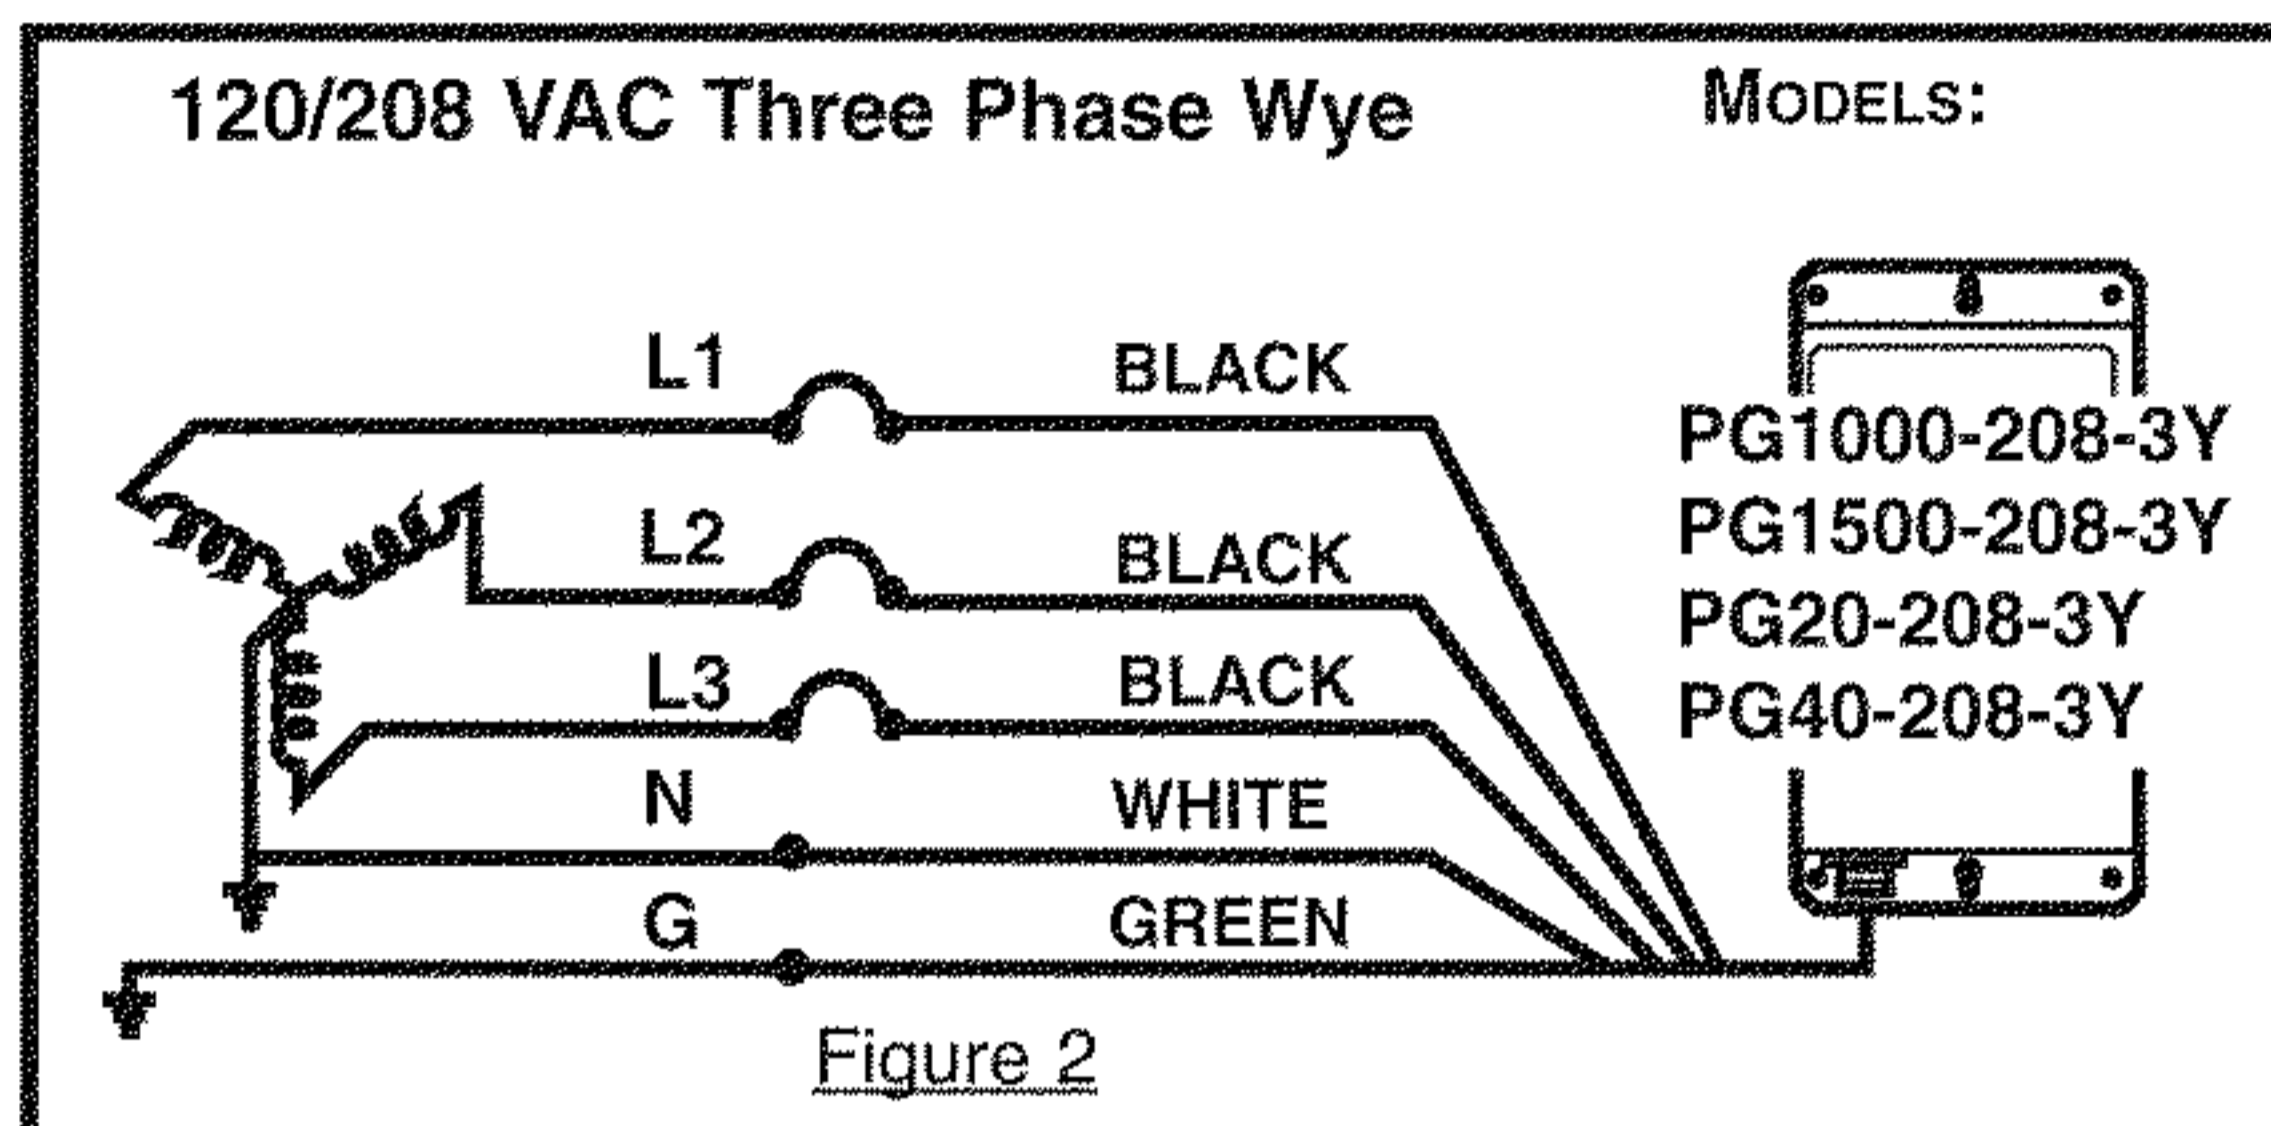 120/208 VAC Three Phase Wye
MODELS:
L1 BLACK
L2 BLACK
L3 BLACK
N WHITE
G GREEN
PG1000-208-3Y
PG1500-208-3Y
PG20-208-3Y
PG40-208-3Y
Figure 2